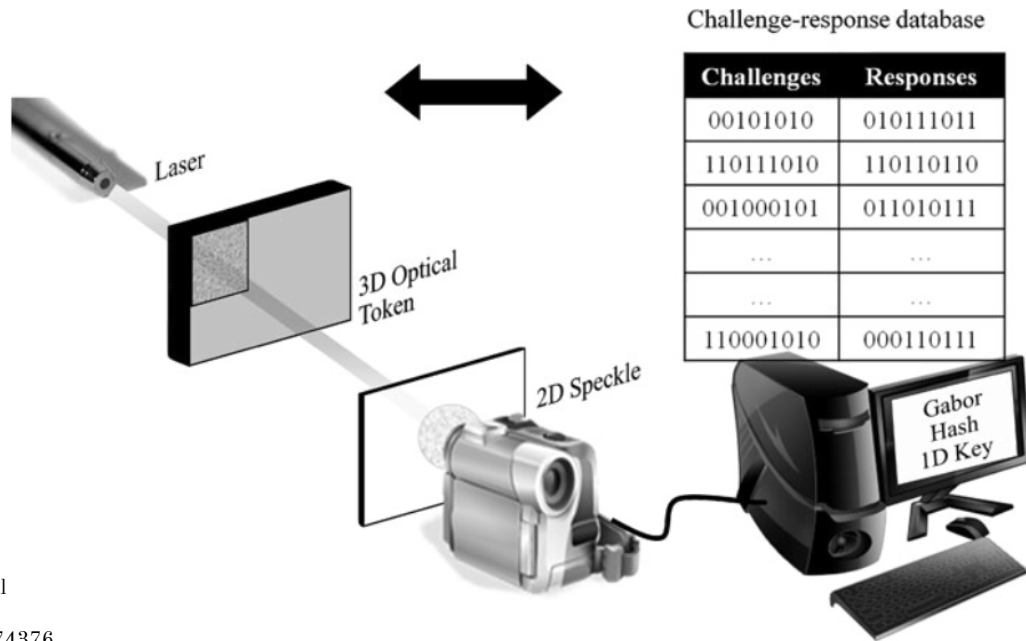 Challenge-response database
Challenges Responses
00101010 010111011
110111010 110110110
001000101 011010111
... ...
... ...
110001010 000110111
Laser
3D Optical
Token
2D Speckle
Gabor
Hash
1D Key
l
74376